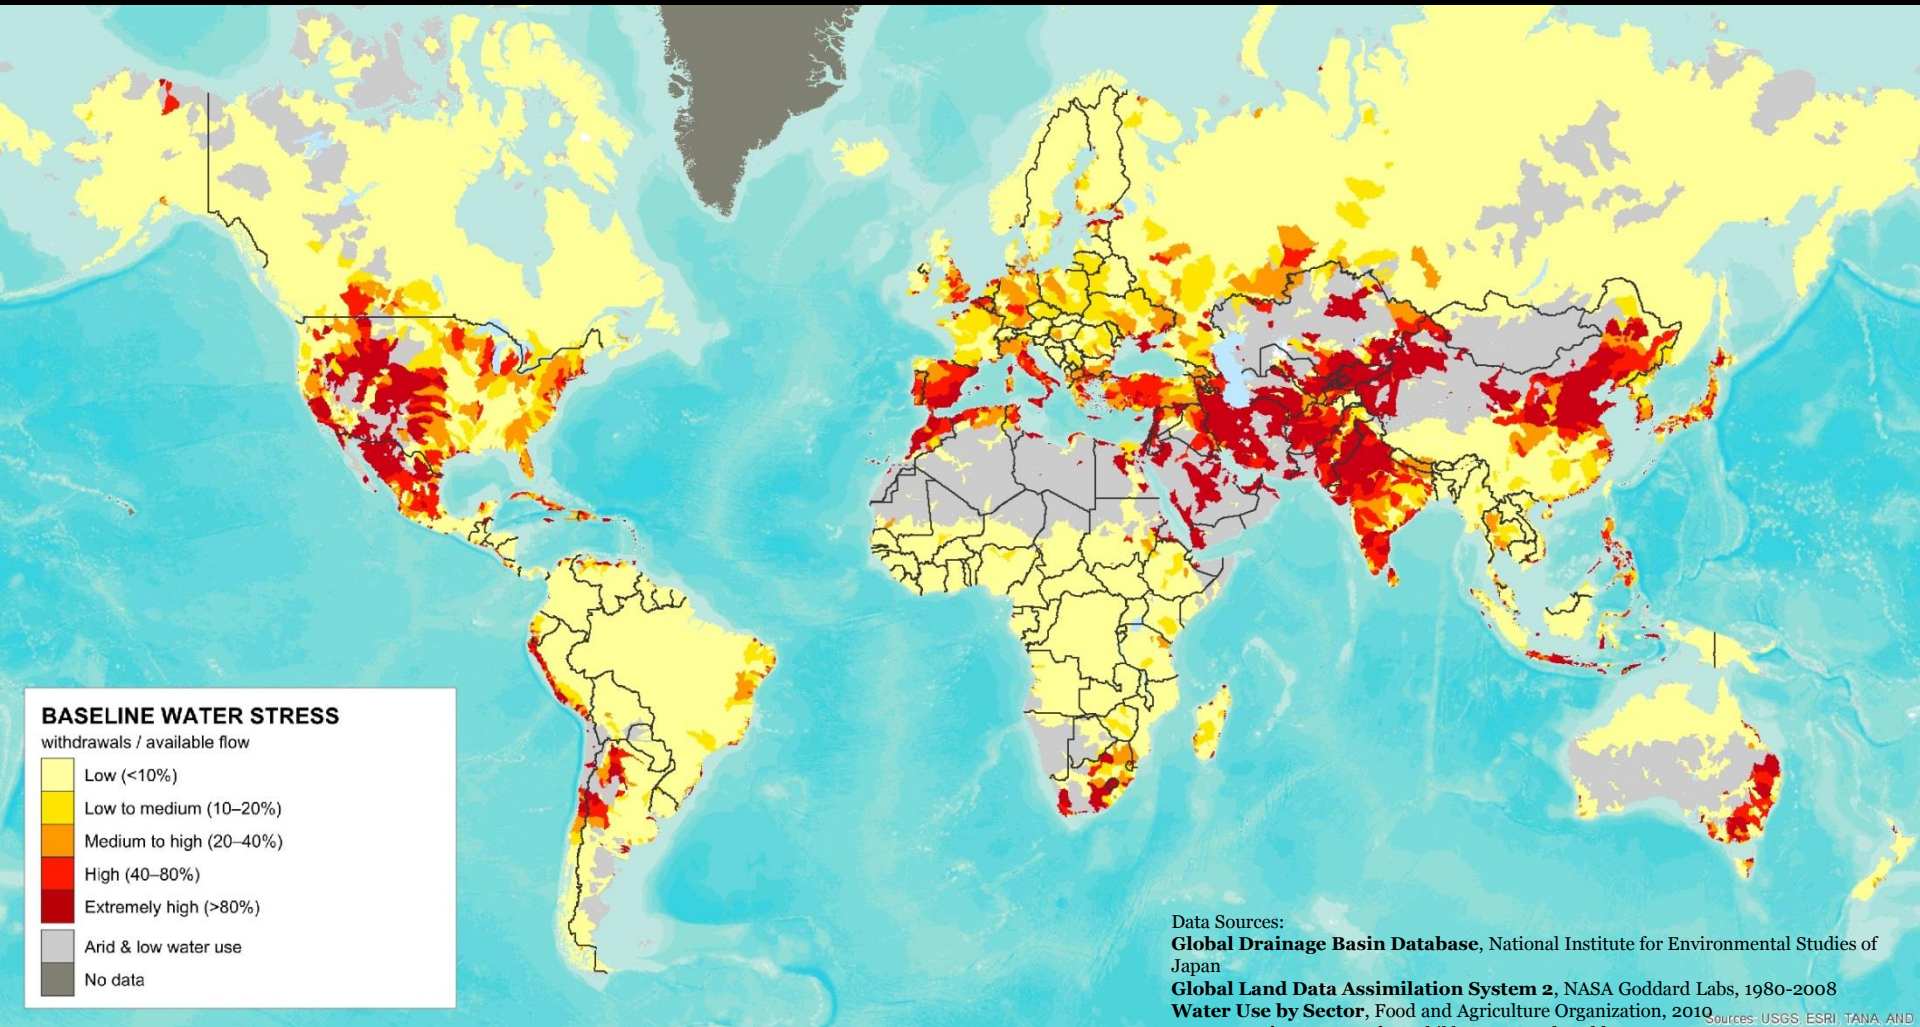 BASELINE WATER STRESS
withdrawals / available flow
Low (<10%)
Low to medium (10–20%)
Medium to high (20–40%)
High (40–80%)
Extremely high (>80%)
Arid & low water use
No data
Data Sources:
Global Drainage Basin Database, National Institute for Environmental Studies of
Japan
Global Land Data Assimilation System 2, NASA Goddard Labs, 1980-2008
Water Use by Sector, Food and Agriculture Organization, 2010
Sources: USGS, ESRI, TANA, AND